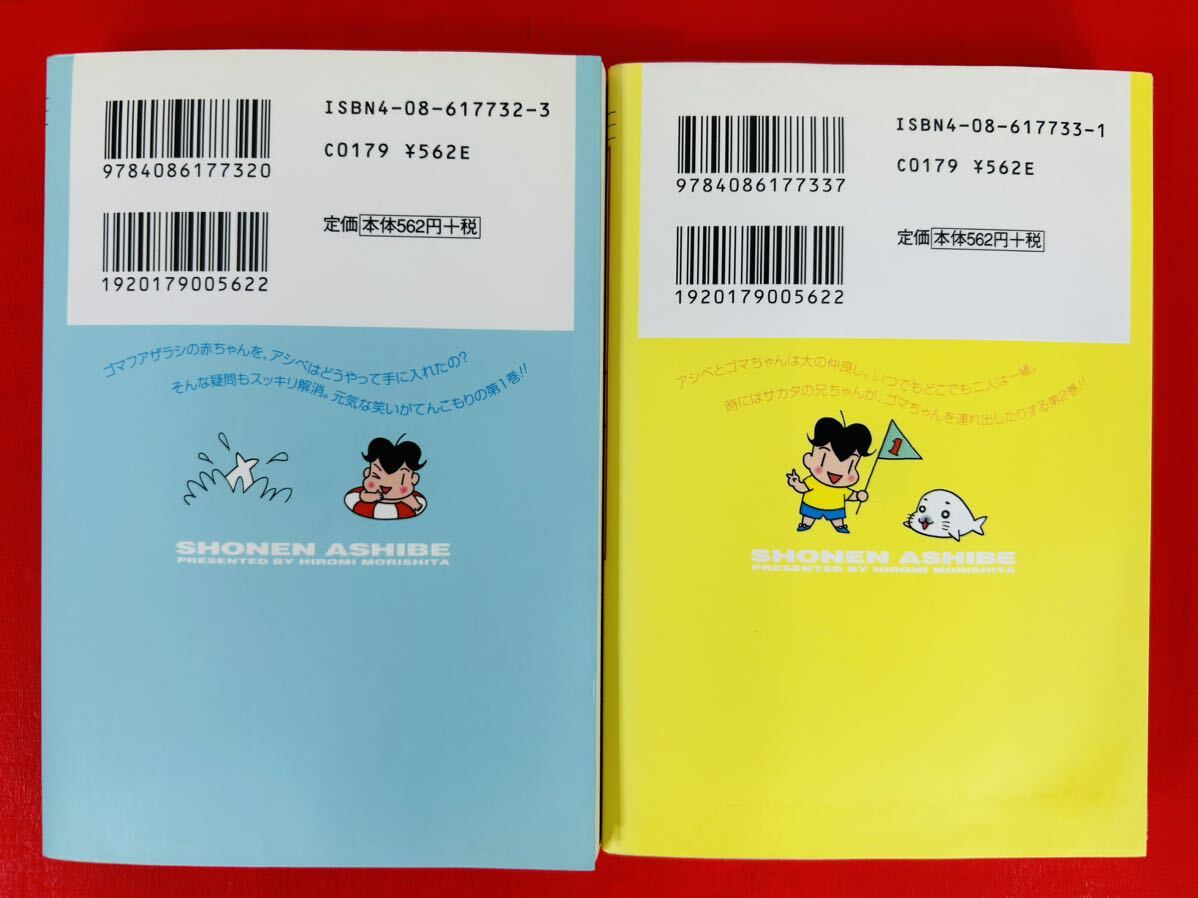 ISBN4-08-617732-3
C0179 ¥562E
9784086177320
定価 本体562円+税
1920179005622
ゴマフアザラシの赤ちゃんを、アシベはどうやって手に入れたの?
そんな疑問もスッキリ解消。元気な笑いがてんこもりの第1巻!!
SHONEN ASHIBE
PRESENTED BY HIROMI MORISHITA
ISBN4-08-617733-1
C0179 ¥562E
9784086177337
定価 本体562円+税
1920179005622
アシベとゴマちゃんは大の仲良し。いつでもどこでも二人は一緒。
時にはサカタの兄ちゃんが、ゴマちゃんを連れ出したりする第2巻!!
1
SHONEN ASHIBE
PRESENTED BY HIROMI MORISHITA